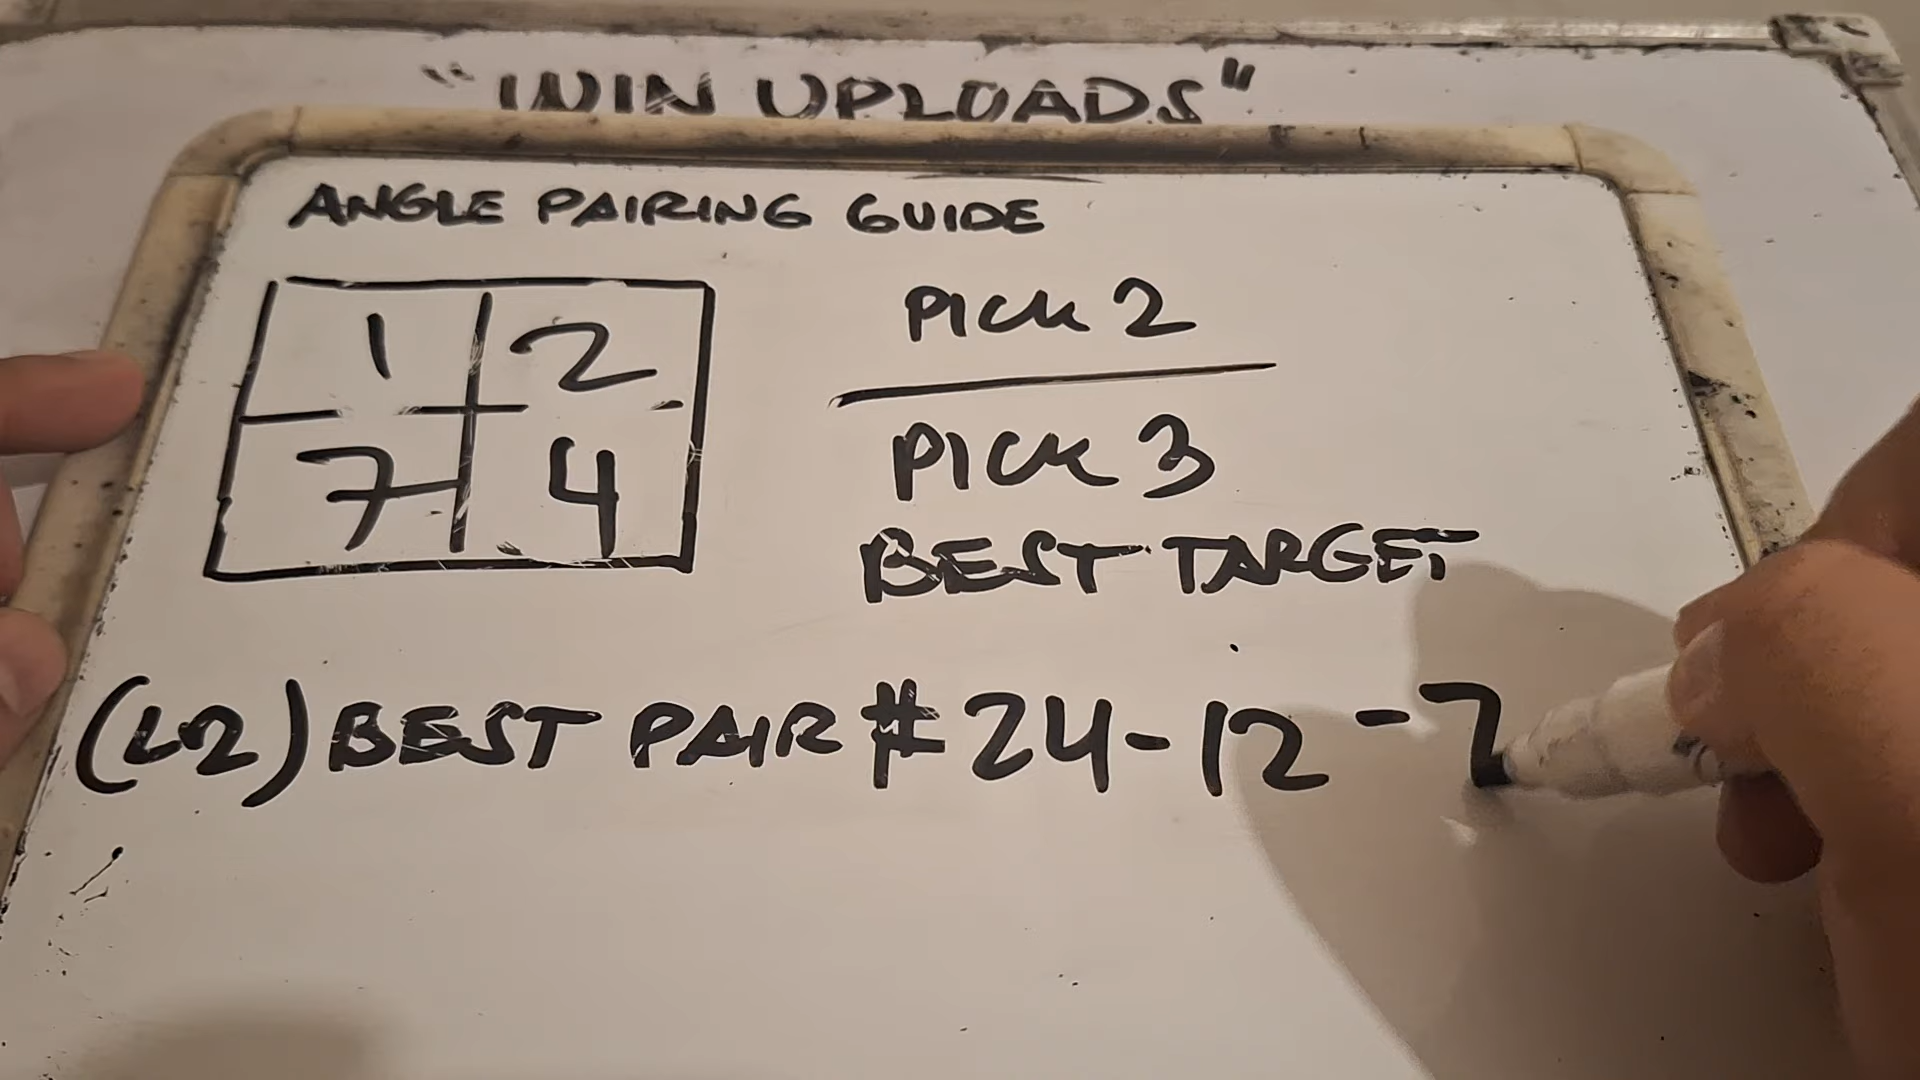 "WIN UPLOADS"
ANGLE PAIRING GUIDE
1 2
7 4
PICK 2
PICK 3
BEST TARGET
(L2) BEST PAIR # 24-12-7